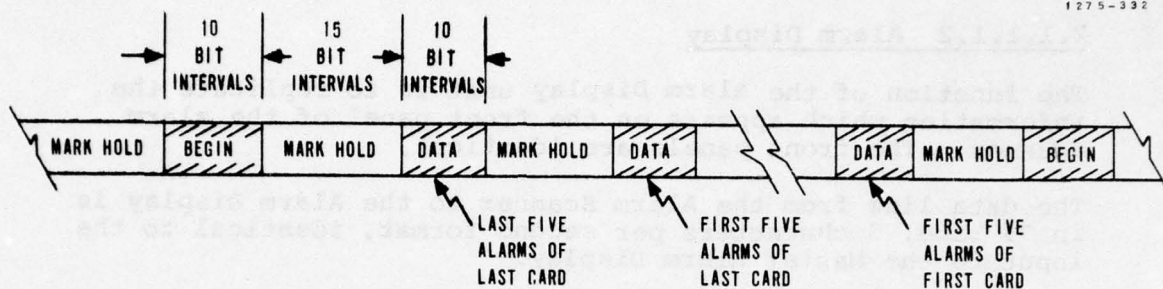 1275-332
10 BIT INTERVALS
15 BIT INTERVALS
10 BIT INTERVALS
MARK HOLD BEGIN MARK HOLD DATA MARK HOLD DATA DATA MARK HOLD BEGIN
LAST FIVE ALARMS OF LAST CARD
FIRST FIVE ALARMS OF LAST CARD
FIRST FIVE ALARMS OF FIRST CARD